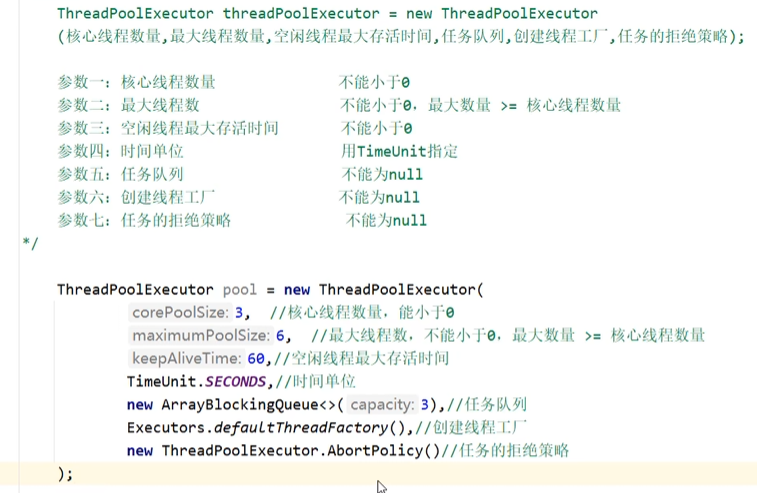 ThreadPoolExecutor threadPoolExecutor = new ThreadPoolExecutor
(核心线程数量,最大线程数量,空闲线程最大存活时间,任务队列,创建线程工厂,任务的拒绝策略);
参数一: 核心线程数量 不能小于0
参数二: 最大线程数 不能小于0，最大数量 >= 核心线程数量
参数三: 空闲线程最大存活时间 不能小于0
参数四: 时间单位 用TimeUnit指定
参数五: 任务队列 不能为null
参数六: 创建线程工厂 不能为null
参数七: 任务的拒绝策略 不能为null
*/
ThreadPoolExecutor pool = new ThreadPoolExecutor(
corePoolSize: 3, //核心线程数量，能小于0
maximumPoolSize: 6, //最大线程数，不能小于0，最大数量 >= 核心线程数量
keepAliveTime: 60,//空闲线程最大存活时间
TimeUnit.SECONDS,//时间单位
new ArrayBlockingQueue<>( capacity: 3),//任务队列
Executors.defaultThreadFactory(),//创建线程工厂
new ThreadPoolExecutor.AbortPolicy()//任务的拒绝策略
);